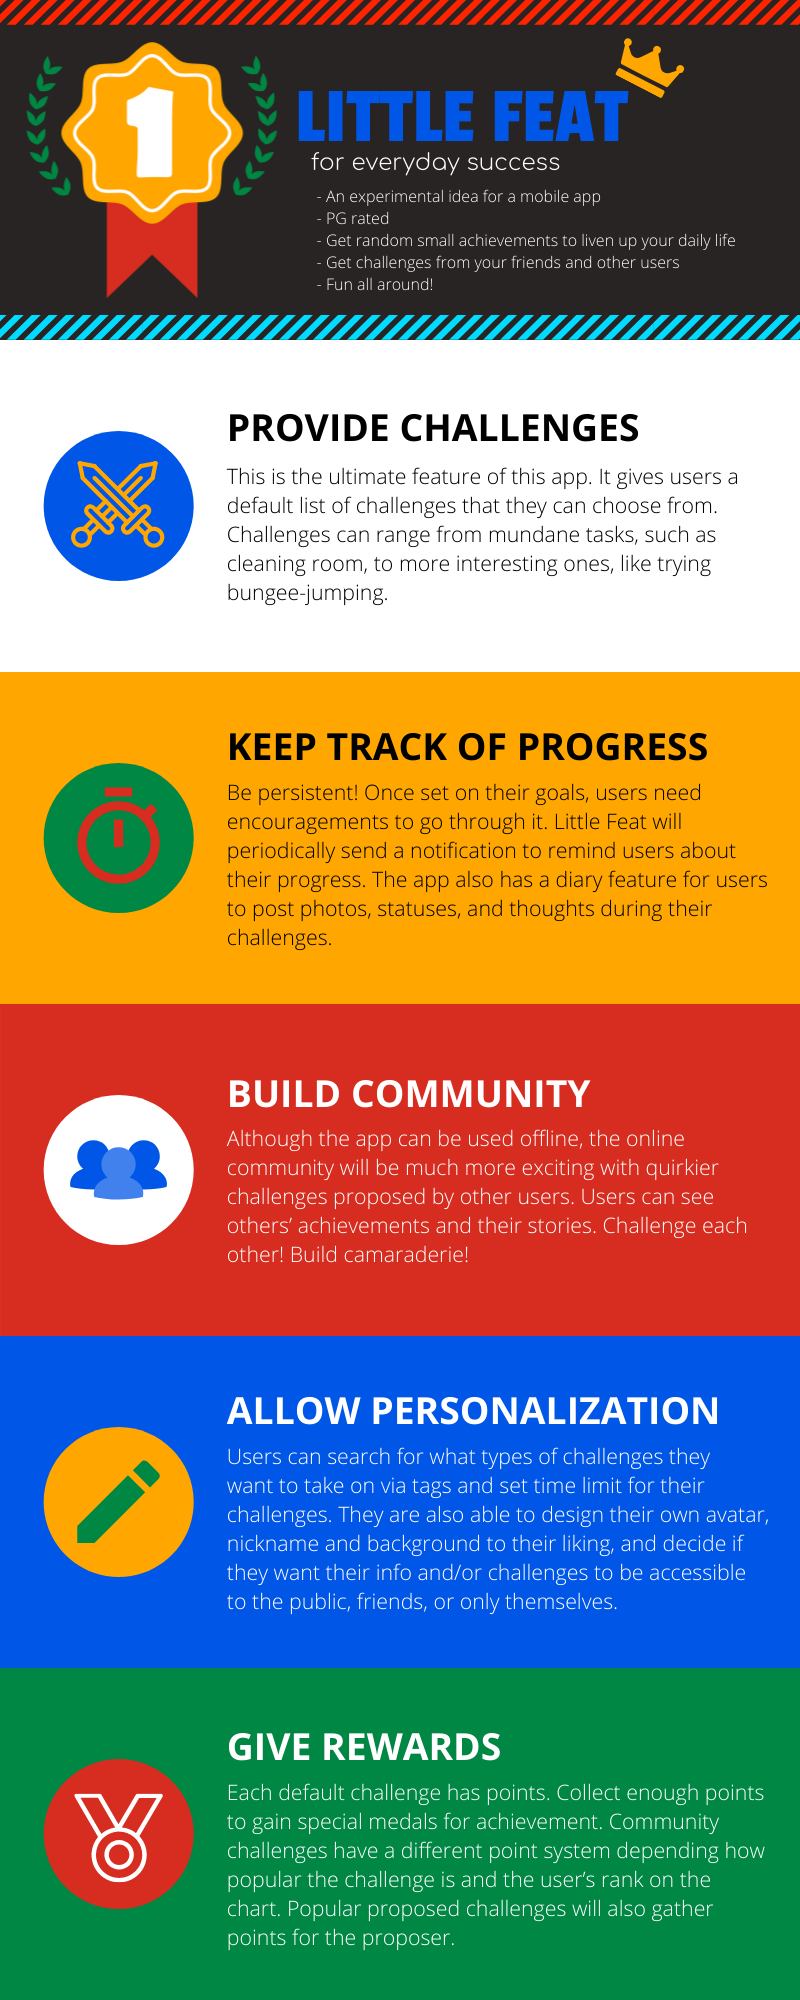 1
LITTLE FEAT
for everyday success
- An experimental idea for a mobile app
- PG rated
- Get random small achievements to liven up your daily life
- Get challenges from your friends and other users
- Fun all around!
PROVIDE CHALLENGES
This is the ultimate feature of this app. It gives users a
default list of challenges that they can choose from.
Challenges can range from mundane tasks, such as
cleaning room, to more interesting ones, like trying
bungee-jumping.
KEEP TRACK OF PROGRESS
Be persistent! Once set on their goals, users need
encouragements to go through it. Little Feat will
periodically send a notification to remind users about
their progress. The app also has a diary feature for users
to post photos, statuses, and thoughts during their
challenges.
BUILD COMMUNITY
Although the app can be used offline, the online
community will be much more exciting with quirkier
challenges proposed by other users. Users can see
others’ achievements and their stories. Challenge each
other! Build camaraderie!
ALLOW PERSONALIZATION
Users can search for what types of challenges they
want to take on via tags and set time limit for their
challenges. They are also able to design their own avatar,
nickname and background to their liking, and decide if
they want their info and/or challenges to be accessible
to the public, friends, or only themselves.
GIVE REWARDS
Each default challenge has points. Collect enough points
to gain special medals for achievement. Community
challenges have a different point system depending how
popular the challenge is and the user’s rank on the
chart. Popular proposed challenges will also gather
points for the proposer.